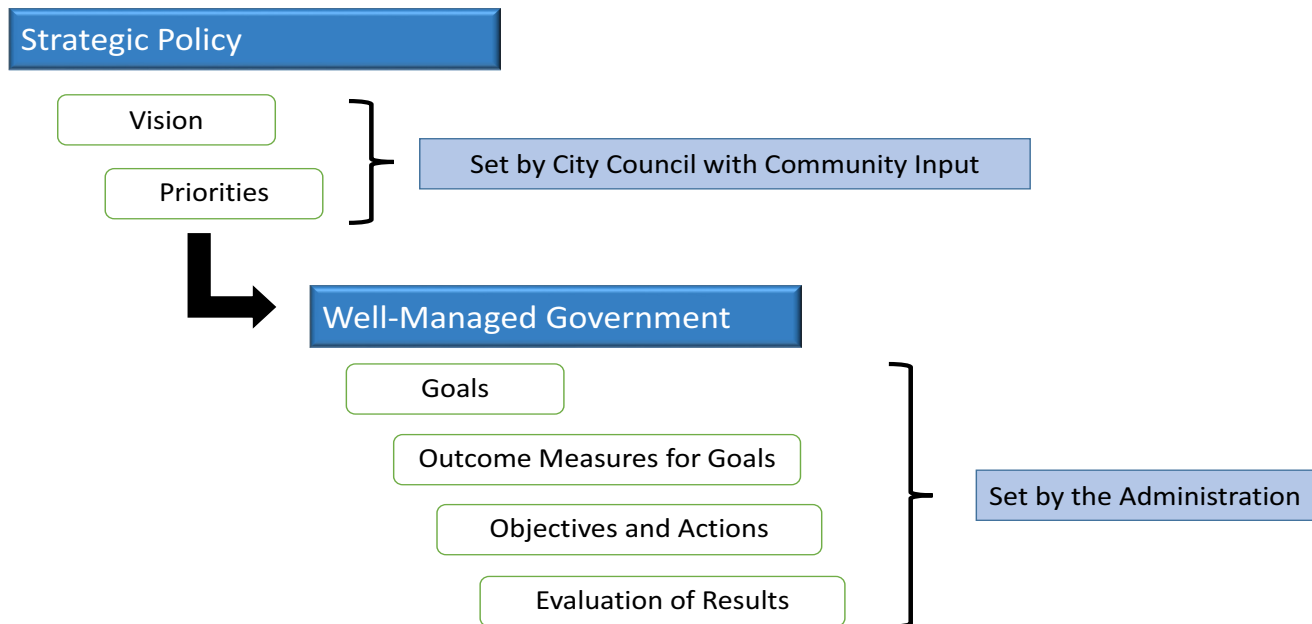 Strategic Policy
Vision
Priorities
Set by City Council with Community Input
Well-Managed Government
Goals
Outcome Measures for Goals
Objectives and Actions
Evaluation of Results
Set by the Administration